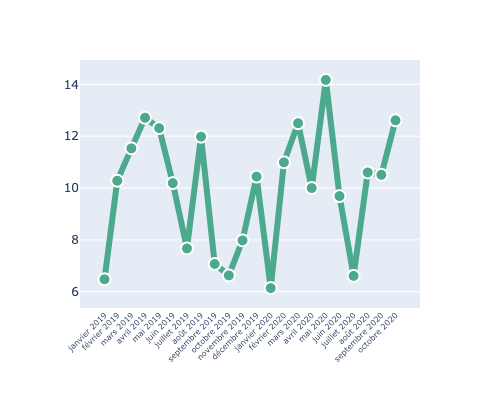 14
12
10
8
6
janvier 2019
février 2019
mars 2019
avril 2019
mai 2019
juin 2019
juillet 2019
août 2019
septembre 2019
octobre 2019
novembre 2019
décembre 2019
janvier 2020
février 2020
mars 2020
avril 2020
mai 2020
juin 2020
juillet 2020
août 2020
septembre 2020
octobre 2020